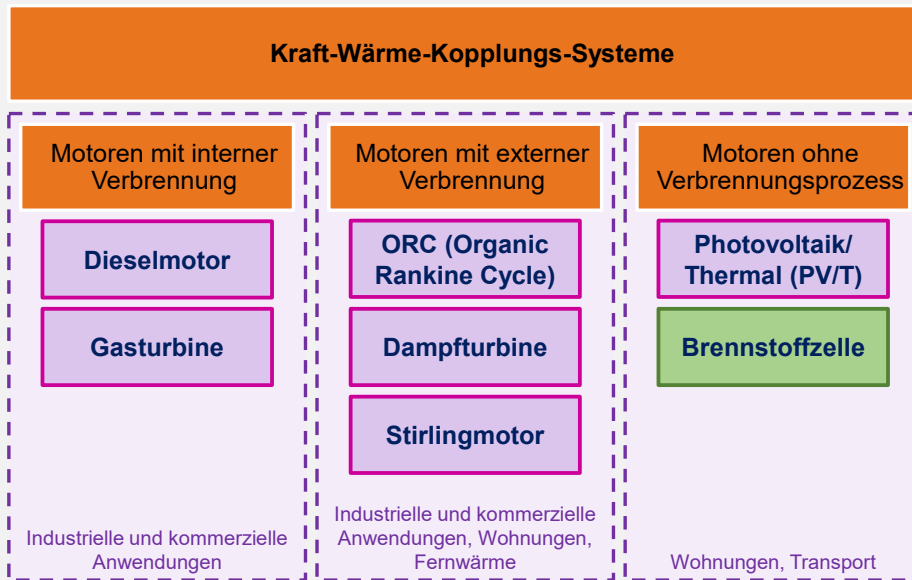 Kraft-Wärme-Kopplungs-Systeme
Motoren mit interner
Verbrennung
Dieselmotor
Gasturbine
Industrielle und kommerzielle
Anwendungen
Motoren mit externer
Verbrennung
ORC (Organic
Rankine Cycle)
Dampfturbine
Stirlingmotor
Industrielle und kommerzielle
Anwendungen, Wohnungen,
Fernwärme
Motoren ohne
Verbrennungsprozess
Photovoltaik/
Thermal (PV/T)
Brennstoffzelle
Wohnungen, Transport